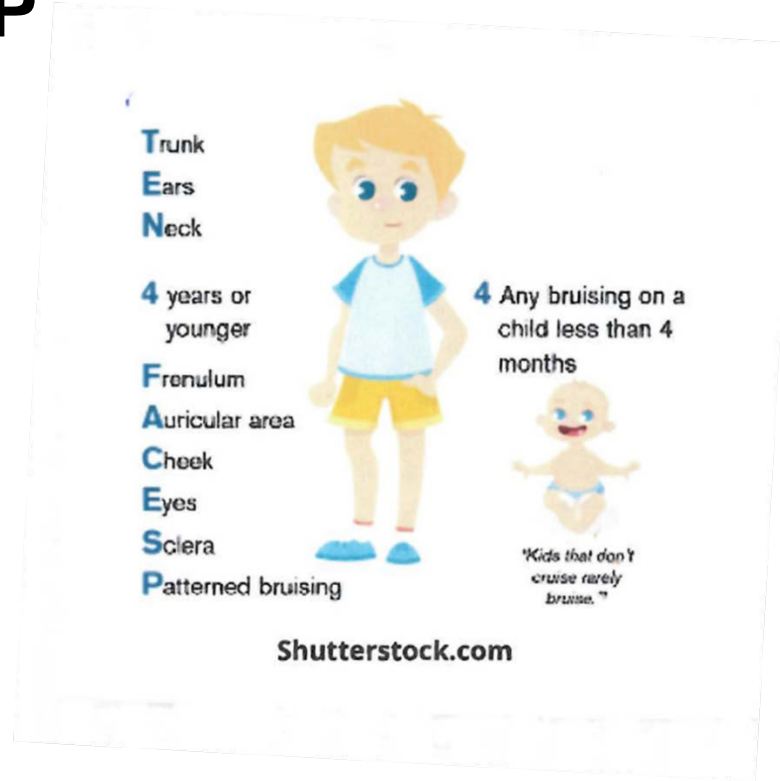 P
Trunk
Ears
Neck
4 years or
younger
Frenulum
Auricular area
Cheek
Eyes
Sclera
Patterned bruising
4 Any bruising on a
child less than 4
months
"Kids that don't
cruise rarely
bruise."
Shutterstock.com